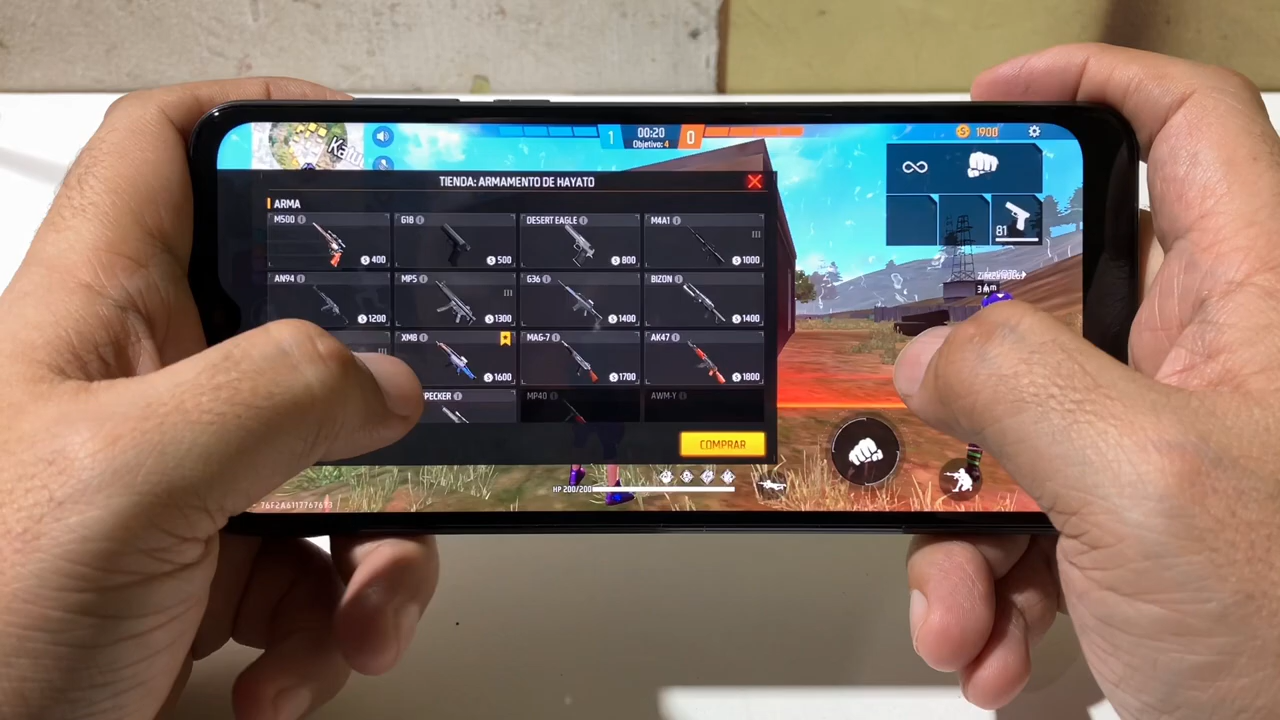 Katu
1
00:20
0
Objetivo: 4
1900
TIENDA: ARMAMENTO DE HAYATO
ARMA
M500
400
G18
500
DESERT EAGLE
800
M4A1
1000
81
AN94
1200
MP5
1300
G36
1400
BIZON
1400
XM8
1600
MAG-7
1700
AK47
1800
PECKER
MP40
AWM-Y
COMPRAR
HP 200/200